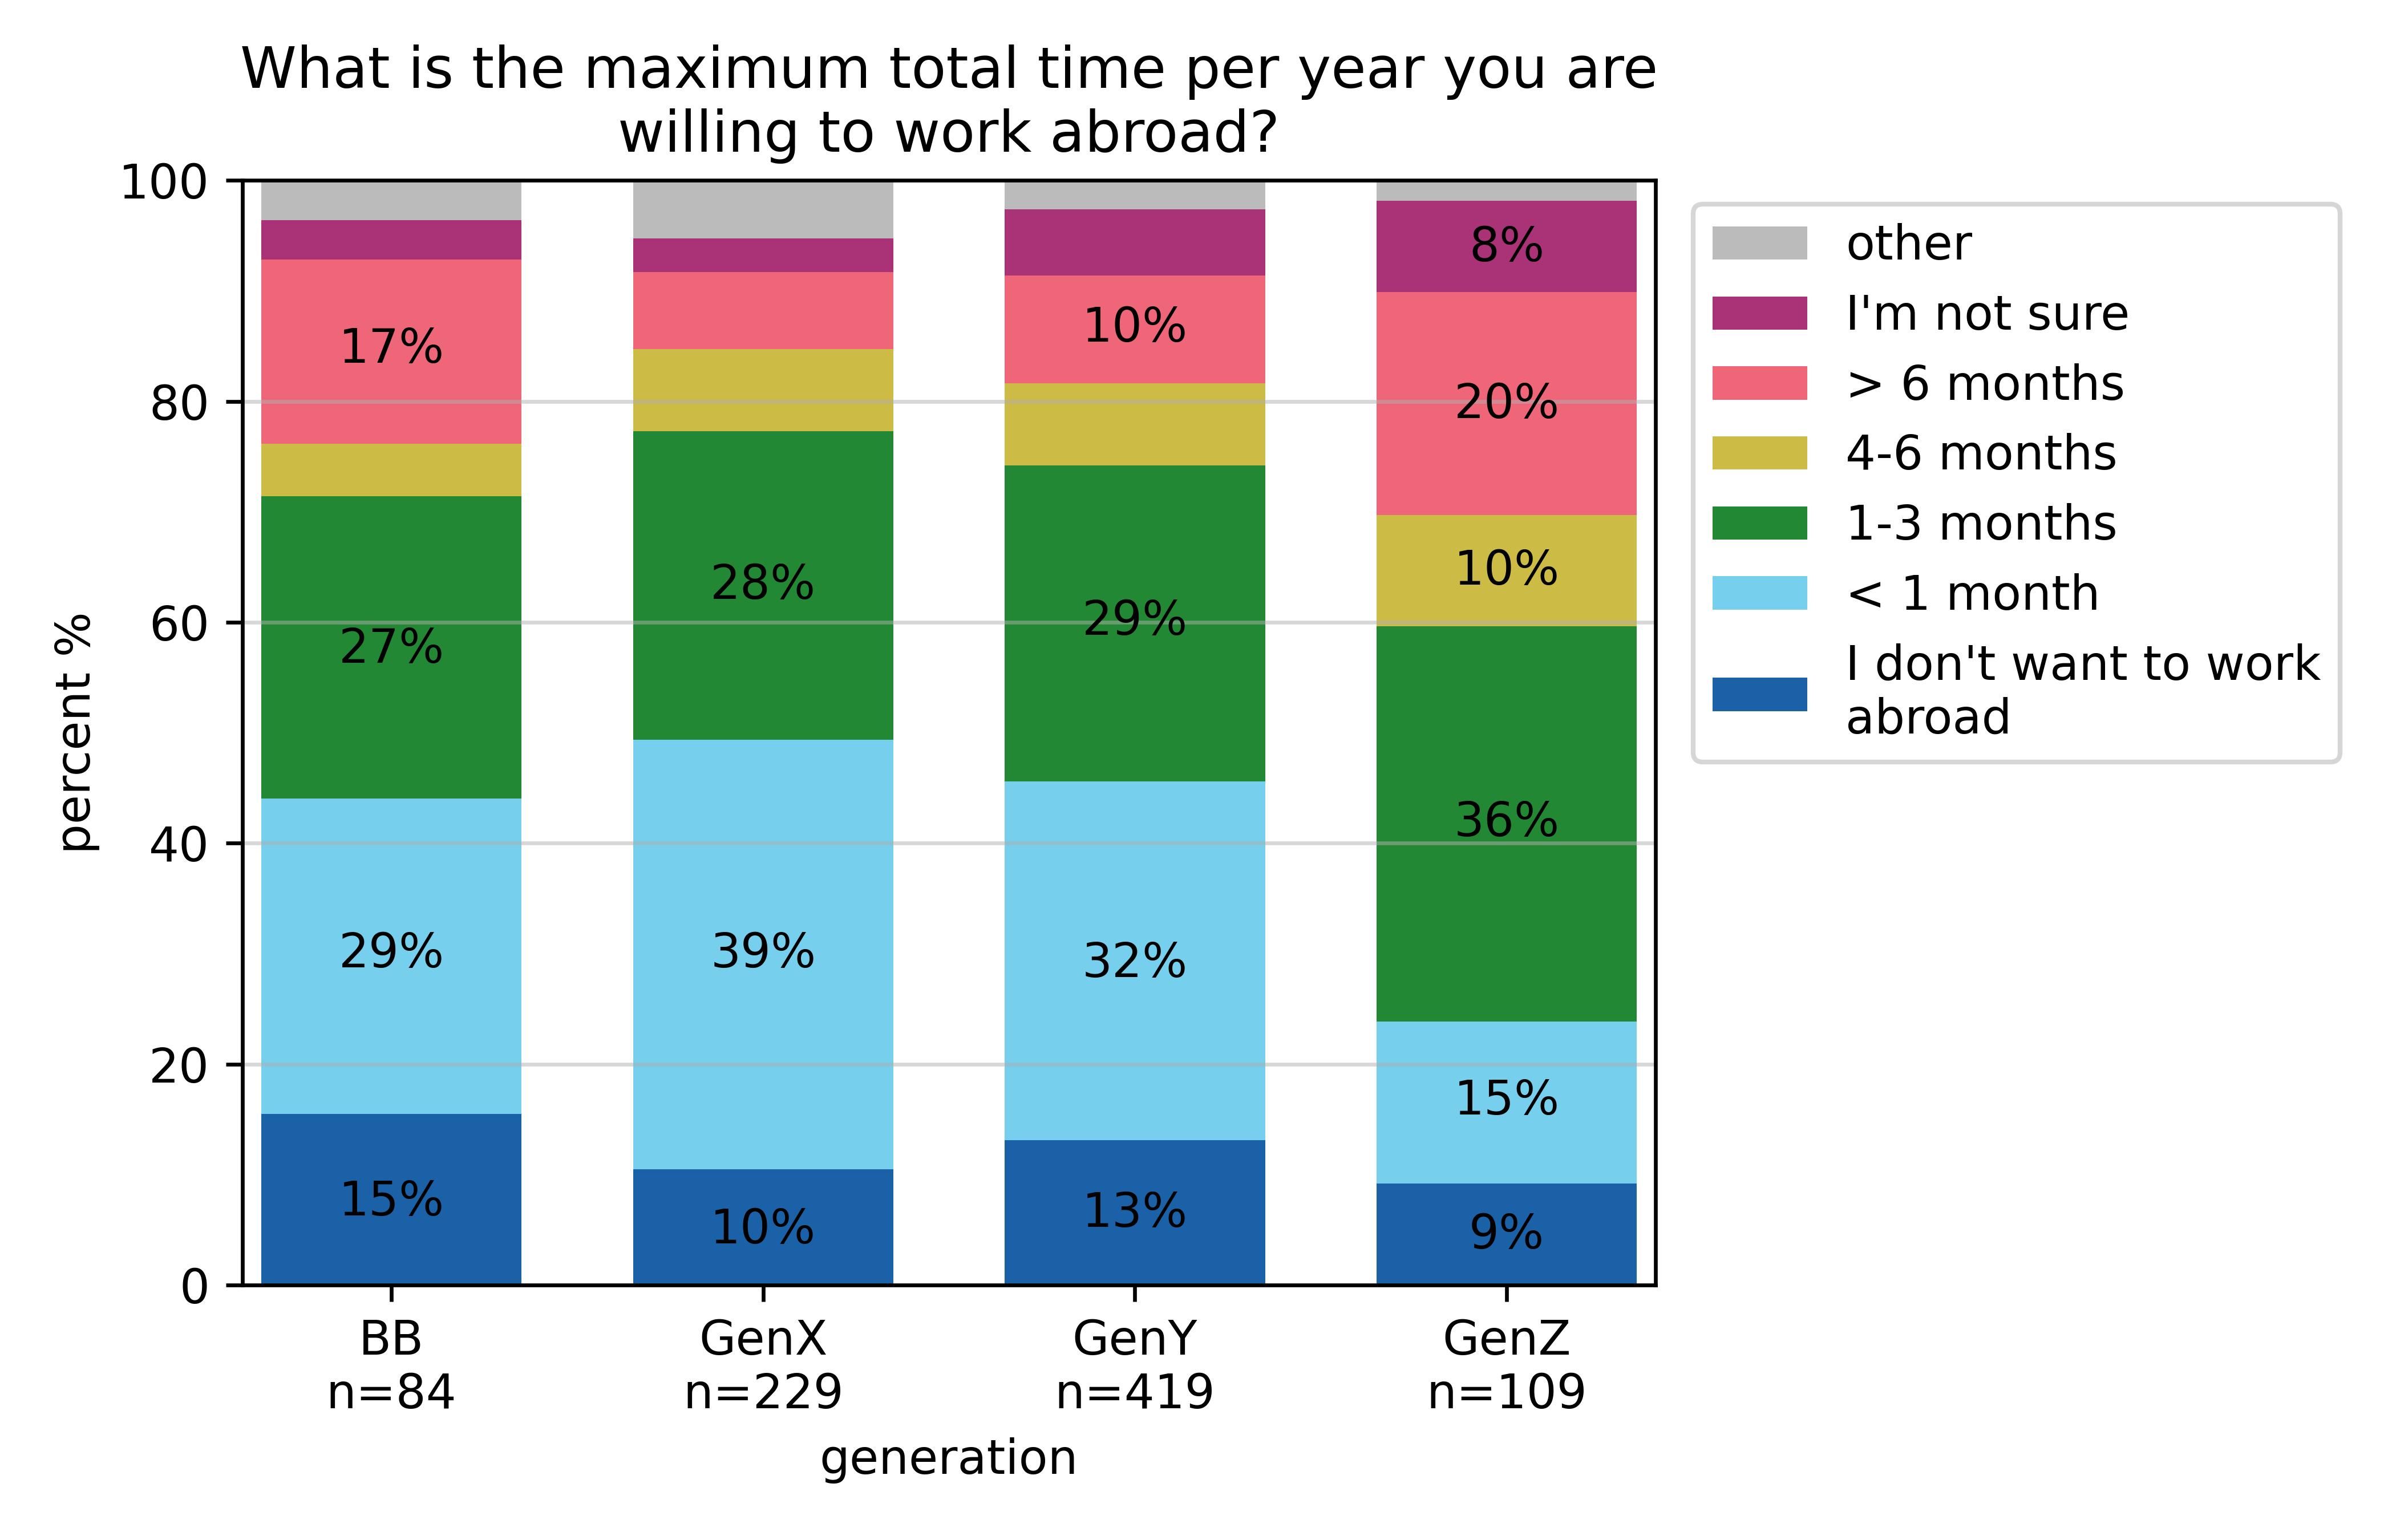 What is the maximum total time per year you are
willing to work abroad?
percent %
100
80
60
40
20
0
17%
27%
29%
15%
28%
39%
10%
10%
29%
32%
13%
8%
20%
10%
36%
15%
9%
BB
n=84
GenX
n=229
GenY
n=419
GenZ
n=109
generation
other
I'm not sure
> 6 months
4-6 months
1-3 months
< 1 month
I don't want to work
abroad